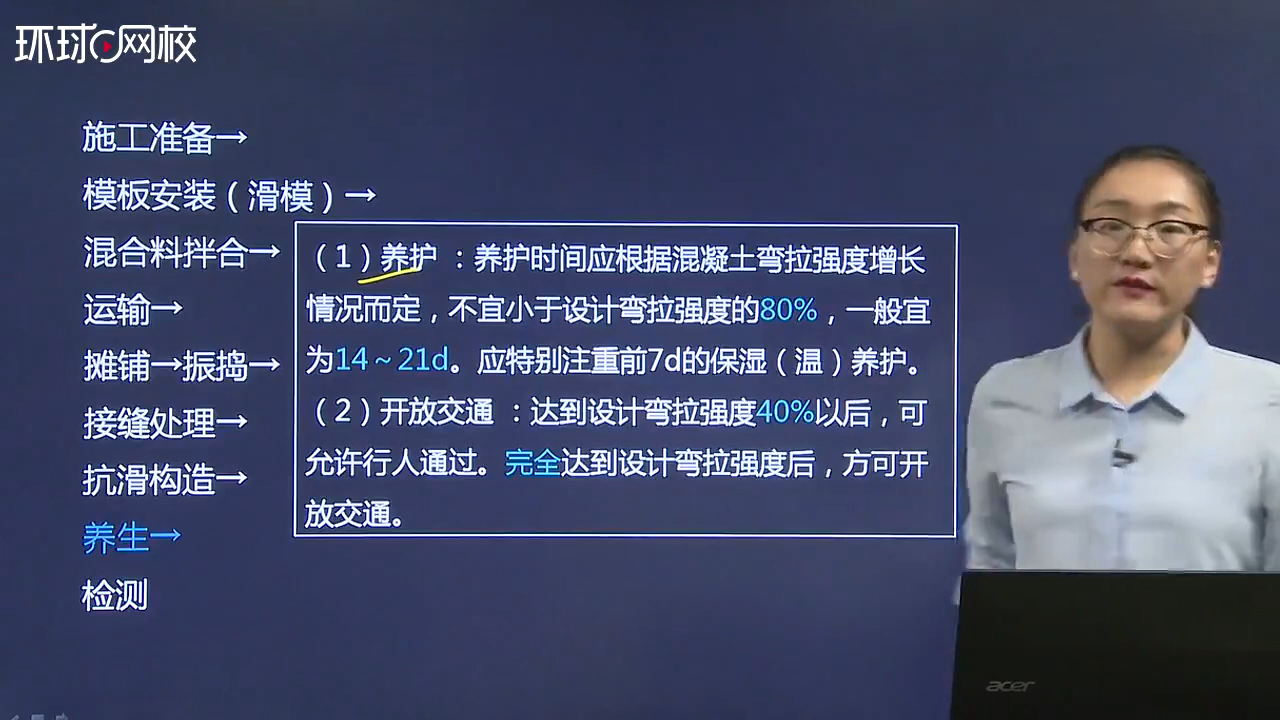 环球网校
施工准备→
模板安装（滑模）→
混合料拌合→
运输→
摊铺→振捣→
接缝处理→
抗滑构造→
养生→
检测
（1）养护 ：养护时间应根据混凝土弯拉强度增长
情况而定，不宜小于设计弯拉强度的80%，一般宜
为14～21d。应特别注重前7d的保湿（温）养护。
（2）开放交通 ：达到设计弯拉强度40%以后，可
允许行人通过。完全达到设计弯拉强度后，方可开
放交通。
acer